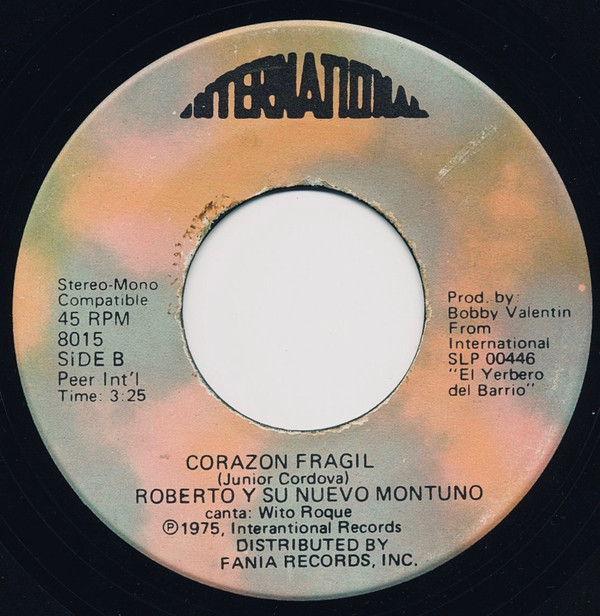 INTERNATIONAL
Stereo-Mono
Compatible
45 RPM
8015
SiDE B
Peer Int'l
Time: 3:25
Prod. by:
Bobby Valentin
From
International
SLP 00446
"El Yerbero
del Barrio"
CORAZON FRAGIL
(Junior Cordova)
ROBERTO Y SU NUEVO MONTUNO
canta: Wito Roque
℗1975, Interantional Records
DISTRIBUTED BY
FANIA RECORDS, INC.